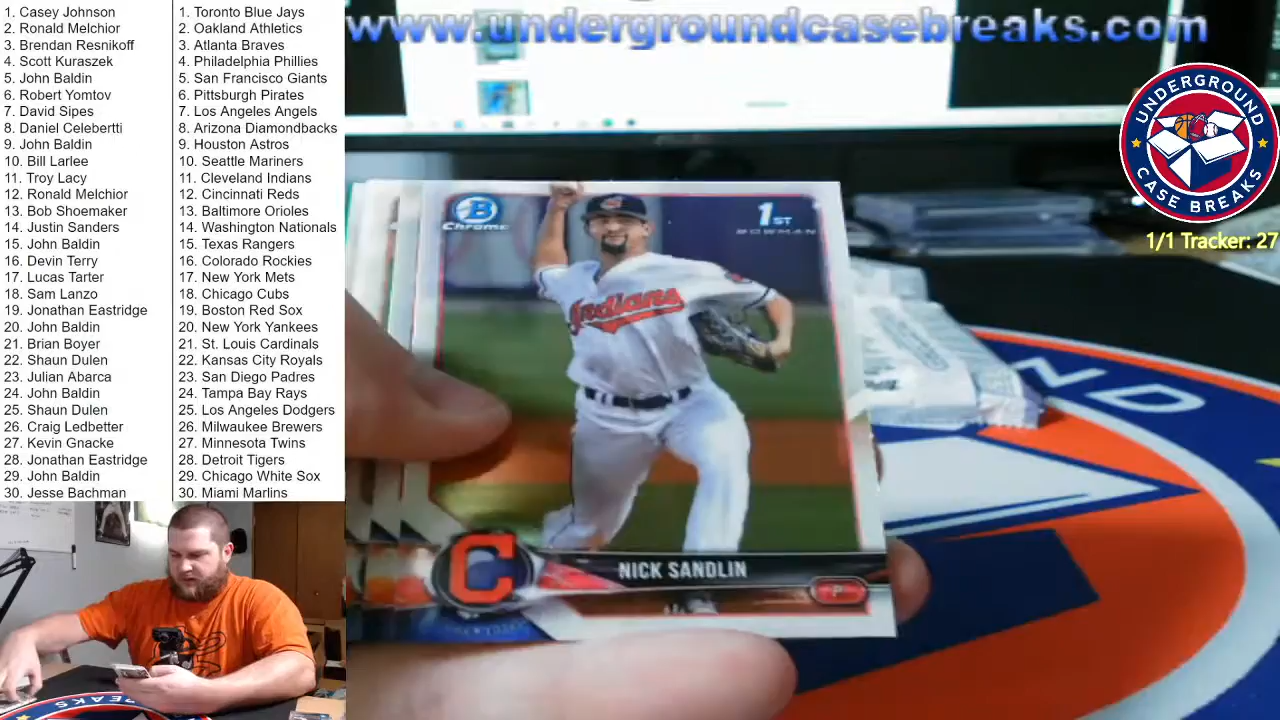 1. Casey Johnson
2. Ronald Melchior
3. Brendan Resnikoff
4. Scott Kuraszek
5. John Baldin
6. Robert Yomtov
7. David Sipes
8. Daniel Celebertti
9. John Baldin
10. Bill Larlee
11. Troy Lacy
12. Ronald Melchior
13. Bob Shoemaker
14. Justin Sanders
15. John Baldin
16. Devin Terry
17. Lucas Tarter
18. Sam Lanzo
19. Jonathan Eastridge
20. John Baldin
21. Brian Boyer
22. Shaun Dulen
23. Julian Abarca
24. John Baldin
25. Shaun Dulen
26. Craig Ledbetter
27. Kevin Gnacke
28. Jonathan Eastridge
29. John Baldin
30. Jesse Bachman
1. Toronto Blue Jays
2. Oakland Athletics
3. Atlanta Braves
4. Philadelphia Phillies
5. San Francisco Giants
6. Pittsburgh Pirates
7. Los Angeles Angels
8. Arizona Diamondbacks
9. Houston Astros
10. Seattle Mariners
11. Cleveland Indians
12. Cincinnati Reds
13. Baltimore Orioles
14. Washington Nationals
15. Texas Rangers
16. Colorado Rockies
17. New York Mets
18. Chicago Cubs
19. Boston Red Sox
20. New York Yankees
21. St. Louis Cardinals
22. Kansas City Royals
23. San Diego Padres
24. Tampa Bay Rays
25. Los Angeles Dodgers
26. Milwaukee Brewers
27. Minnesota Twins
28. Detroit Tigers
29. Chicago White Sox
30. Miami Marlins
www.undergroundcasebreaks.com
UNDERGROUND
CASE BREAKS
1/1 Tracker: 27
B
Chrome
1ST
BOWMAN
Indians
C
NICK SANDLIN
P
ND
BREAKS